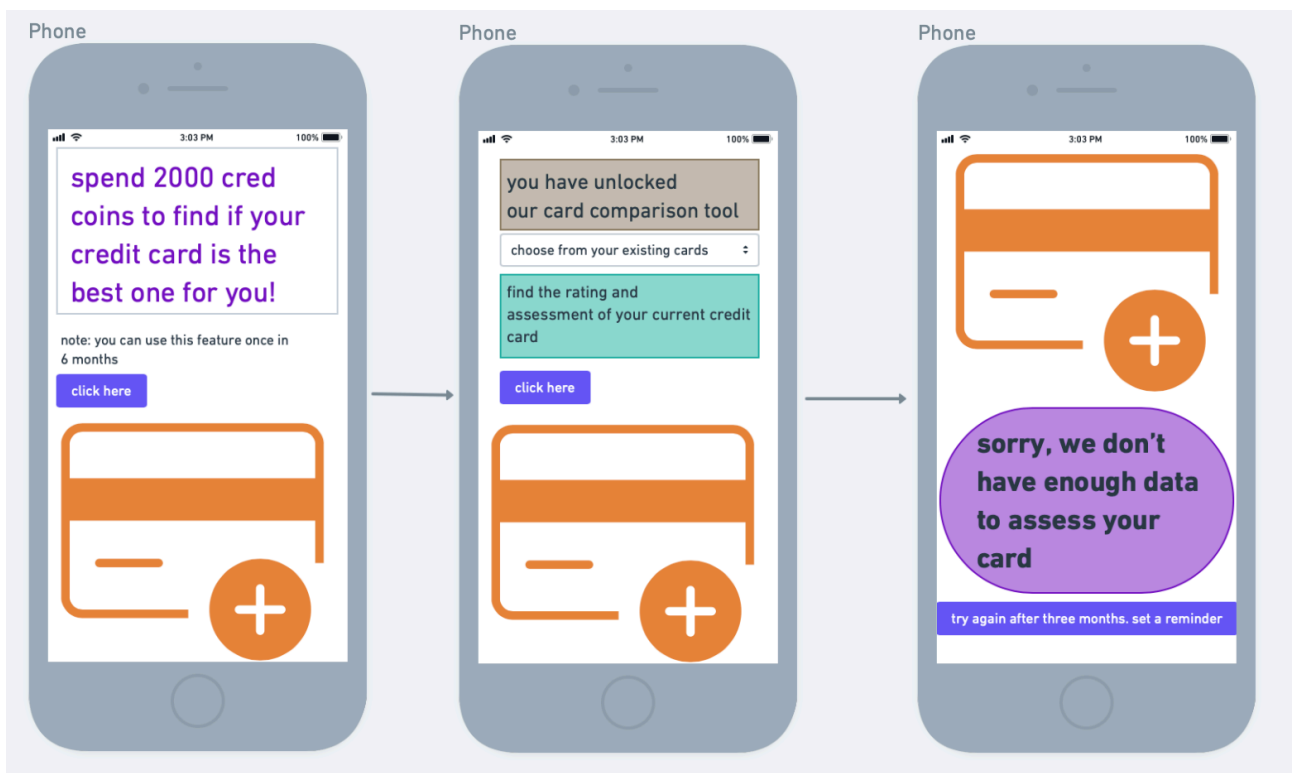 Phone
3:03 PM
100%
spend 2000 cred
coins to find if your
credit card is the
best one for you!
note: you can use this feature once in
6 months
click here
Phone
3:03 PM
100%
you have unlocked
our card comparison tool
choose from your existing cards
find the rating and
assessment of your current credit
card
click here
Phone
3:03 PM
100%
sorry, we don’t
have enough data
to assess your
card
try again after three months. set a reminder